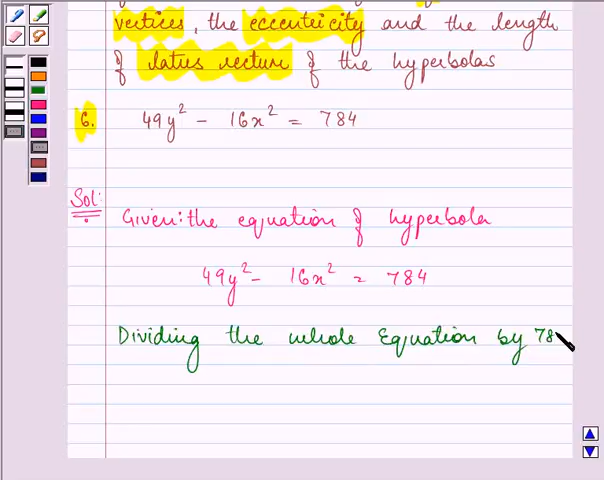 vertices, the eccentricity and the length
of latus rectum of the hyperbolas
6. 49y² - 16x² = 784
Sol:
Given: the equation of hyperbola
49y² - 16x² = 784
Dividing the whole Equation by 78